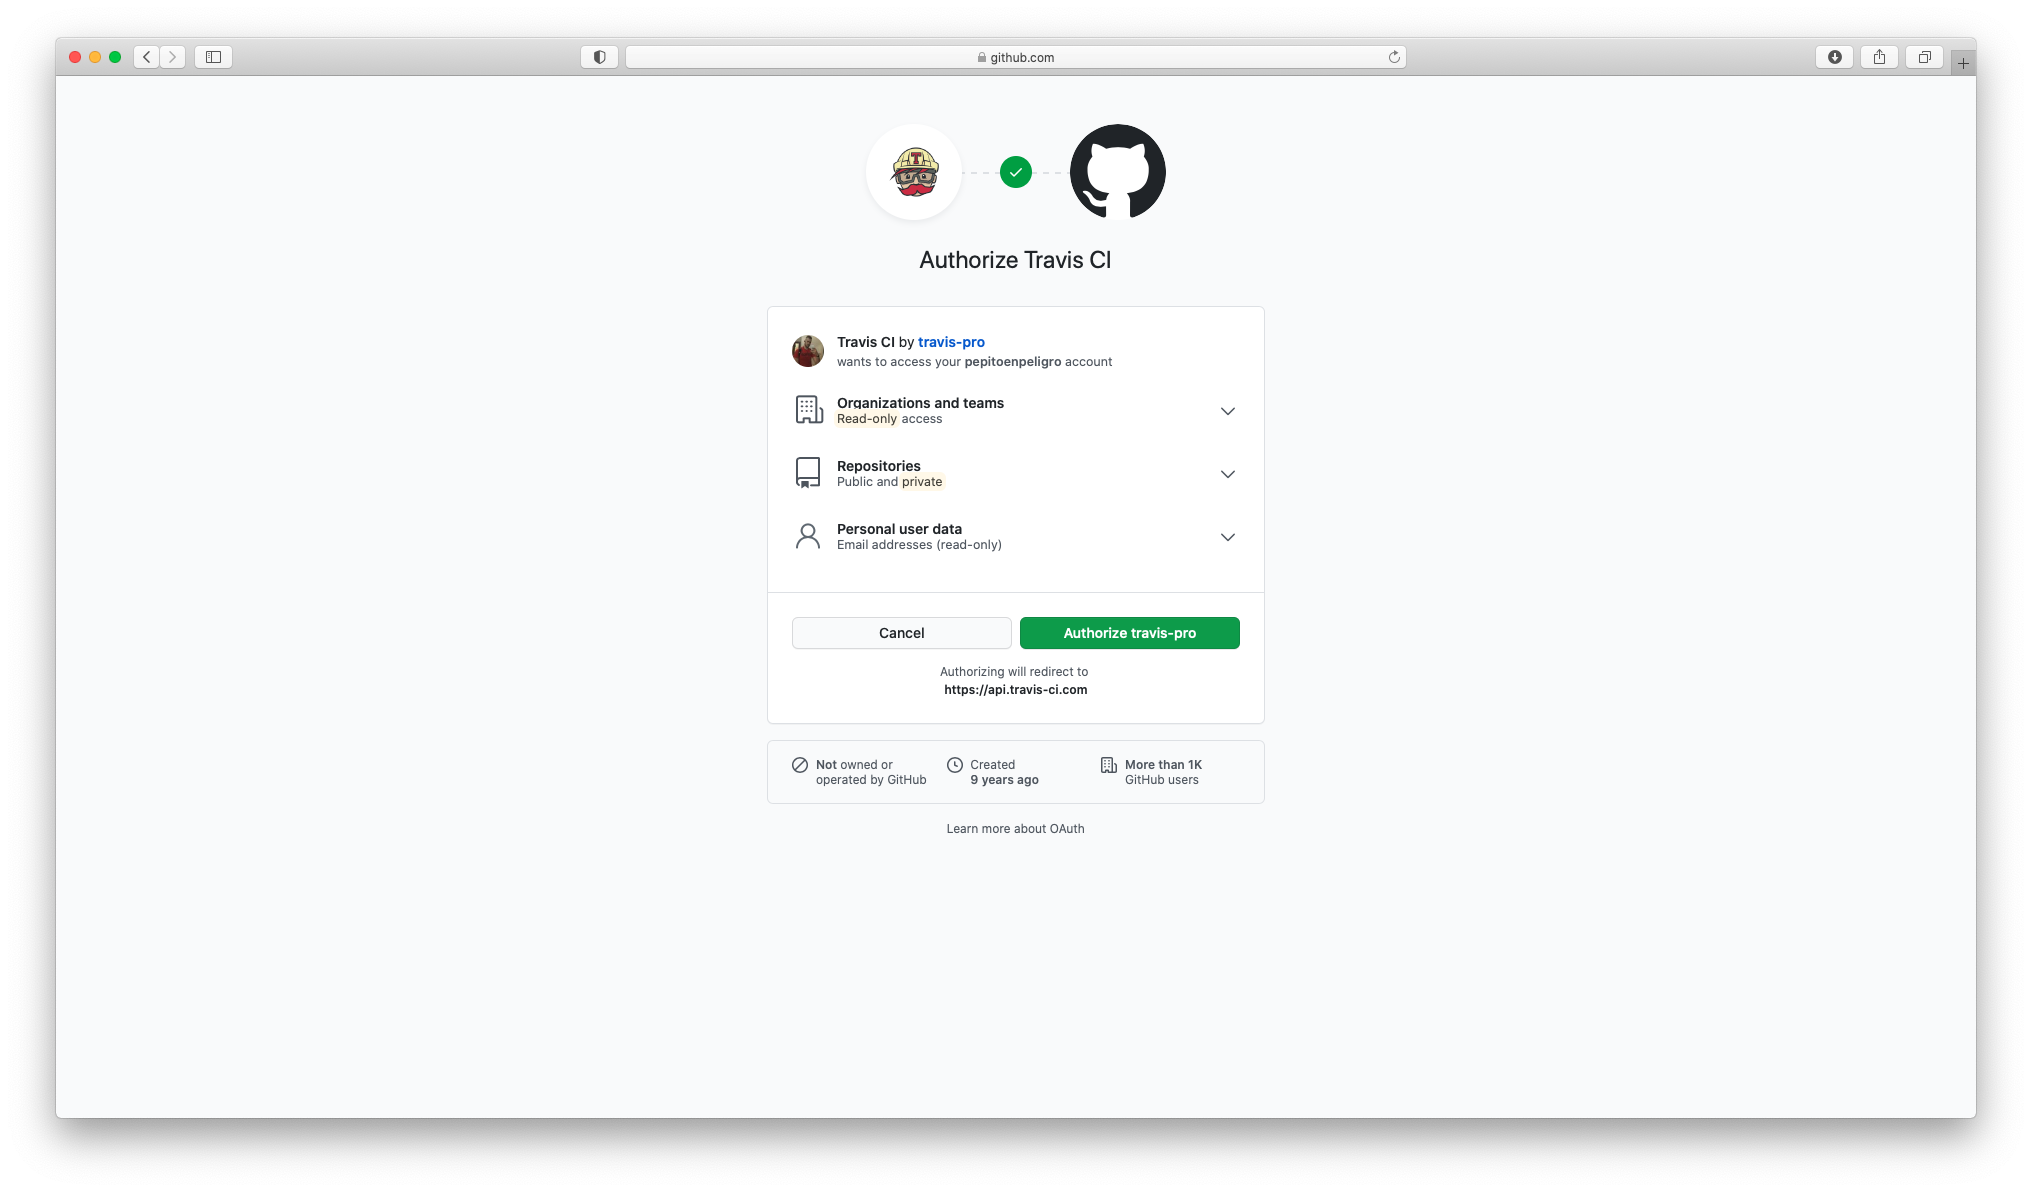 github.com
Authorize Travis CI
Travis CI by travis-pro
wants to access your pepitoenpeligro account
Organizations and teams
Read-only access
Repositories
Public and private
Personal user data
Email addresses (read-only)
Cancel
Authorize travis-pro
Authorizing will redirect to
https://api.travis-ci.com
Not owned or
operated by GitHub
Created
9 years ago
More than 1K
GitHub users
Learn more about OAuth